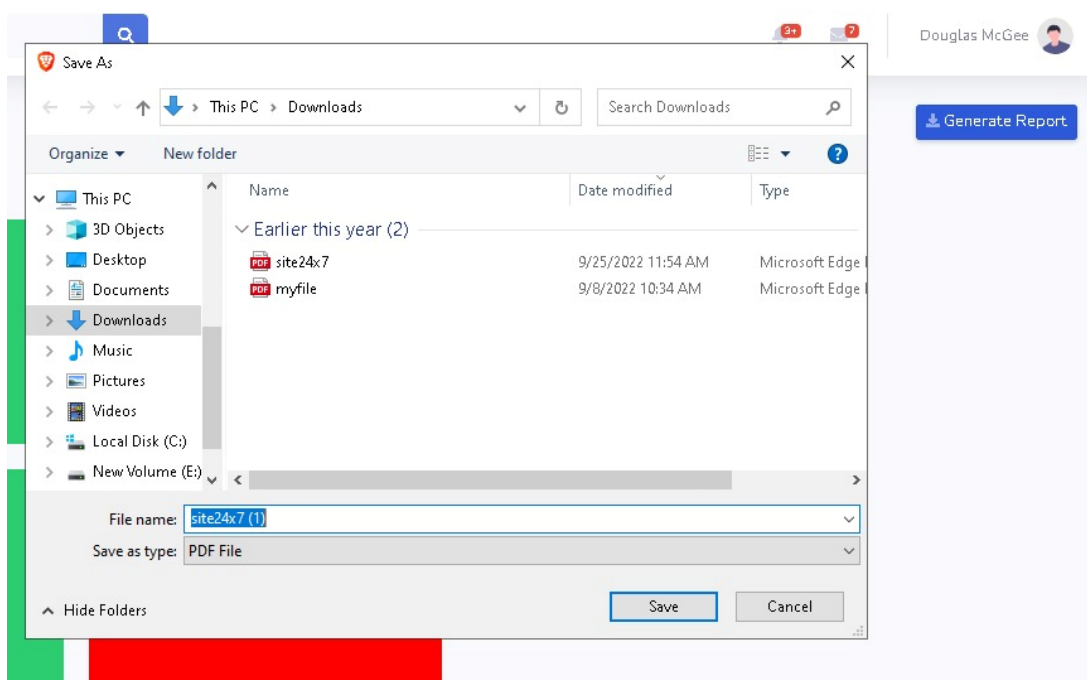 3+
7
Douglas McGee
Save As
This PC
Downloads
Search Downloads
Generate Report
Organize
New folder
?
This PC
3D Objects
Desktop
Documents
Downloads
Music
Pictures
Videos
Local Disk (C:)
New Volume (E:)
Name
Date modified
Type
Earlier this year (2)
PDF site24x7 9/25/2022 11:54 AM Microsoft Edge
PDF myfile 9/8/2022 10:34 AM Microsoft Edge
File name: site24x7 (1)
Save as type: PDF File
Hide Folders
Save
Cancel